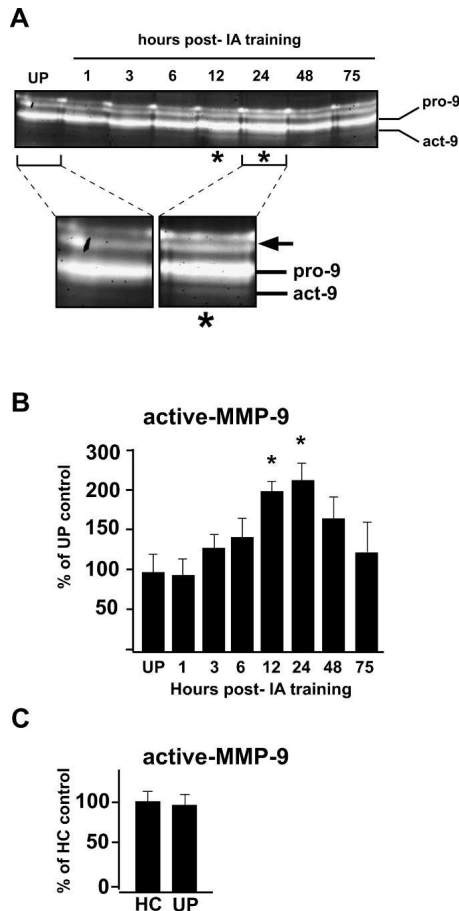 A
hours post- IA training
UP 1 3 6 12 24 48 75
pro-9
act-9
* *
pro-9
act-9
*
B
active-MMP-9
% of UP control
300
200
150
100
50
* *
UP 1 3 6 12 24 48 75
Hours post- IA training
C
active-MMP-9
% of HC control
100
50
0
HC UP